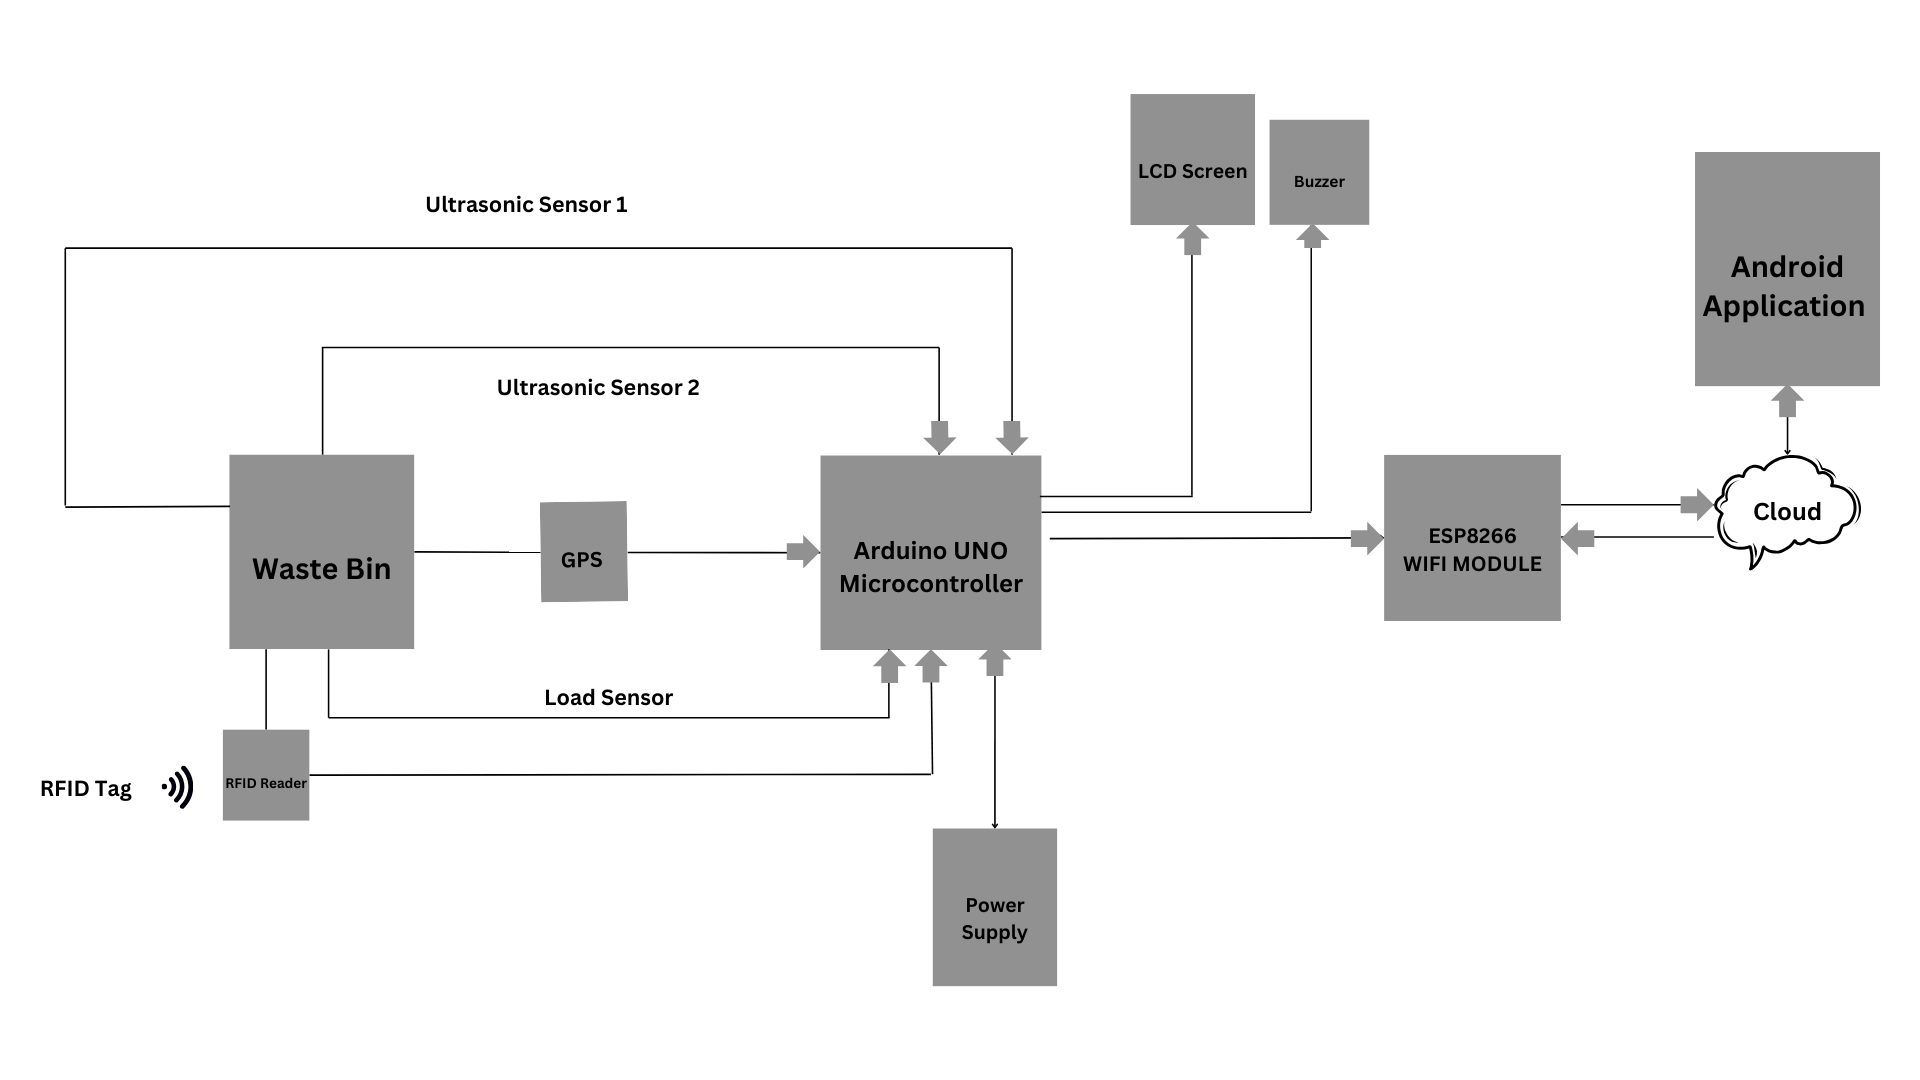 LCD Screen
Buzzer
Ultrasonic Sensor 1
Android
Application
Ultrasonic Sensor 2
Waste Bin
GPS
Arduino UNO
Microcontroller
ESP8266
WIFI MODULE
Cloud
Load Sensor
RFID Tag
RFID Reader
Power
Supply